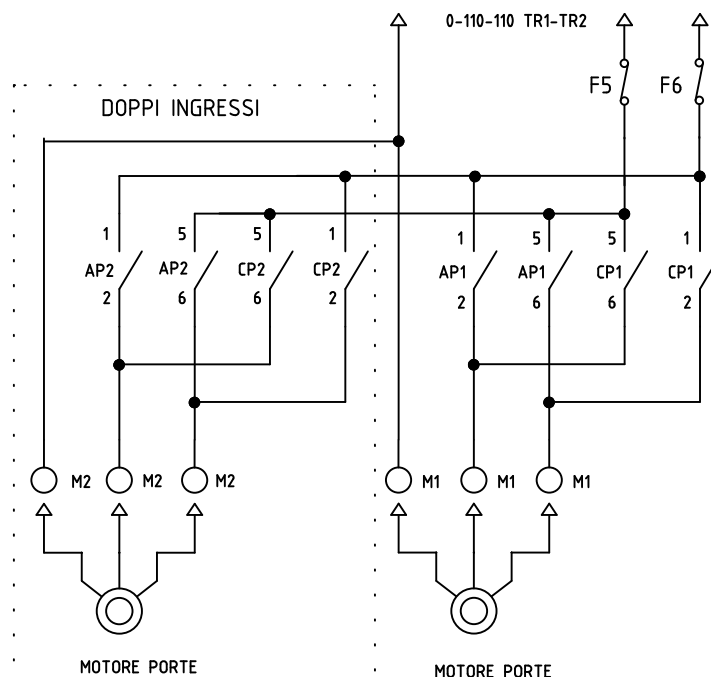 0-110-110 TR1-TR2
F5 F6
DOPPI INGRESSI
1 5 5 1 1 5 5 1
AP2 AP2 CP2 CP2 AP1 AP1 CP1 CP1
2 6 6 2 2 6 6 2
M2 M2 M2 M1 M1 M1
MOTORE PORTE MOTORE PORTE